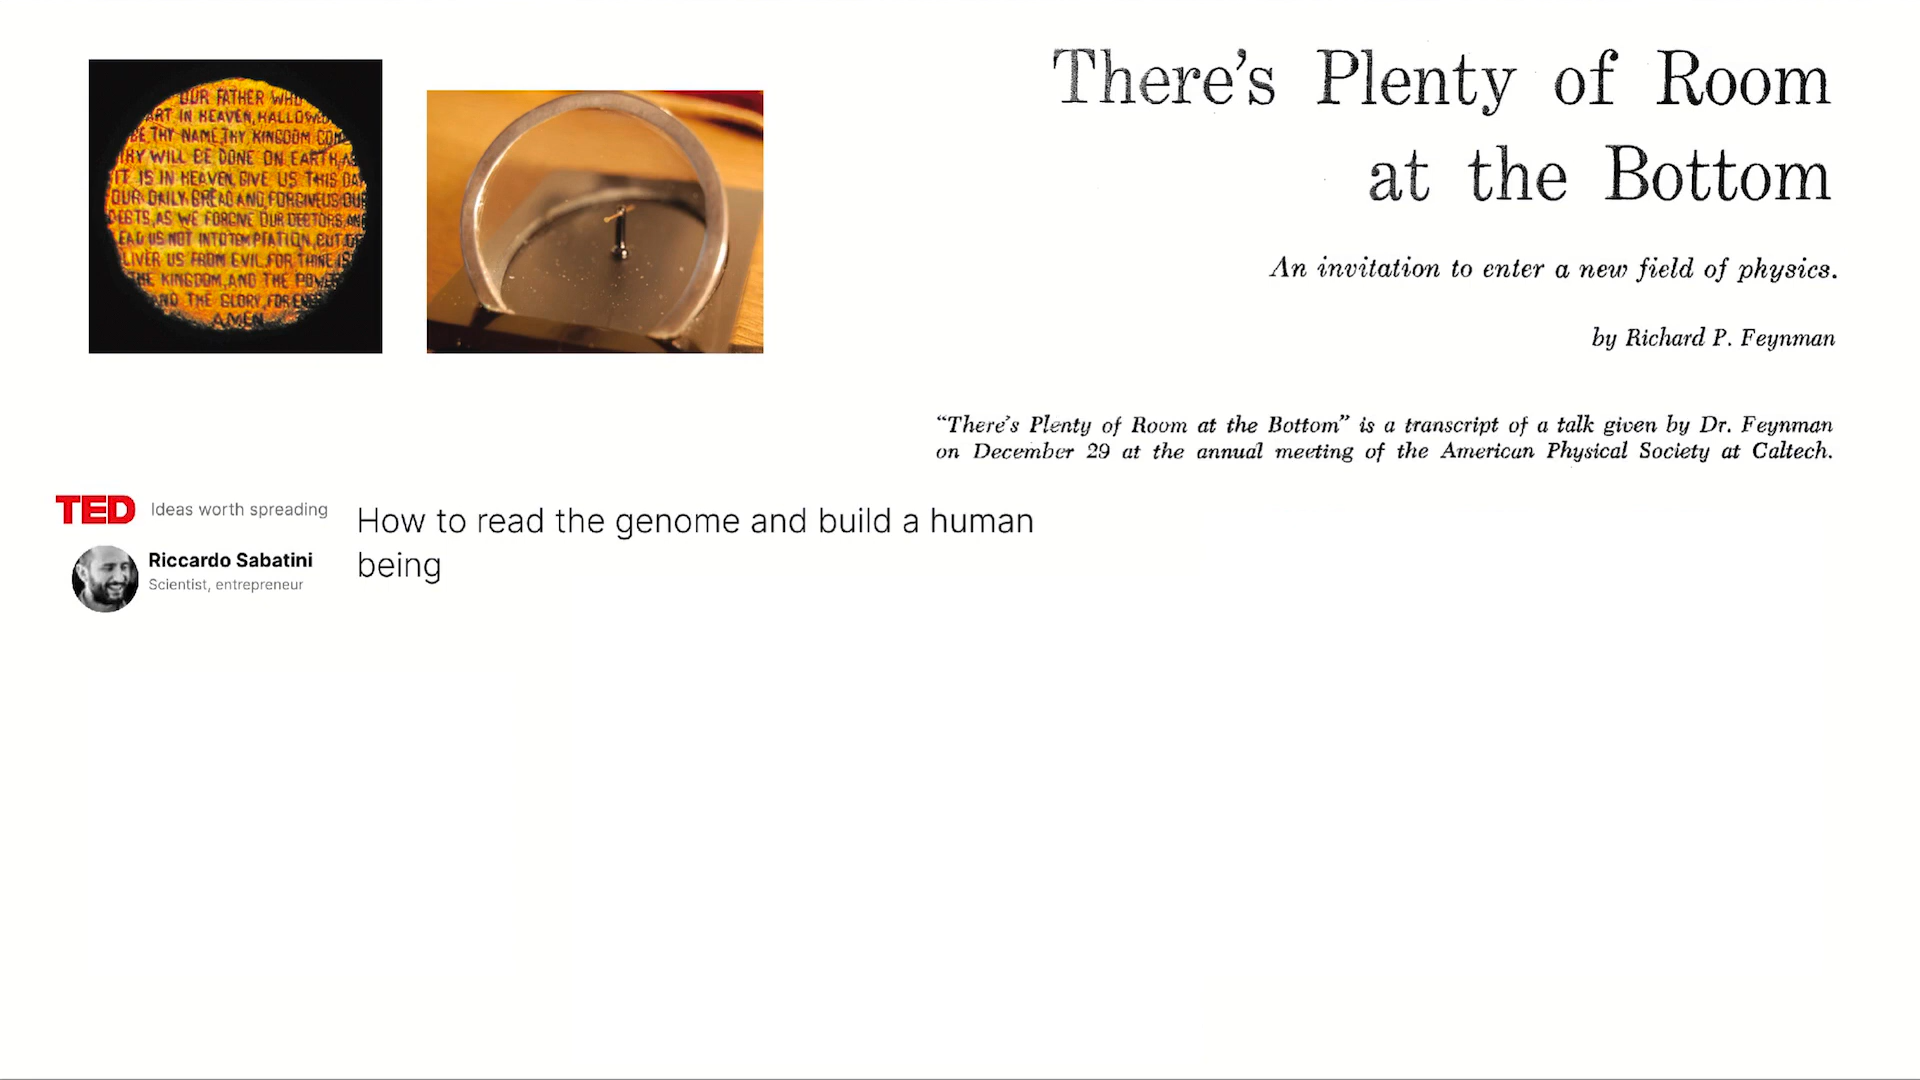 OUR FATHER WHO
ART IN HEAVEN, HALLOWED
BE THY NAME THY KINGDOM COM
THY WILL BE DONE ON EARTH A
IT IS IN HEAVEN, GIVE US THIS DAY
OUR DAILY BREAD AND FORGIVE US OUR
DEBTS, AS WE FORGIVE OUR DEBTORS AND
LEAD US NOT INTO TEMPTATION, BUT DE
LIVER US FROM EVIL, FOR THINE IS
THE KINGDOM, AND THE POWER
AND THE GLORY, FOR EVER
AMEN
There's Plenty of Room
at the Bottom
An invitation to enter a new field of physics.
by Richard P. Feynman
“There's Plenty of Room at the Bottom” is a transcript of a talk given by Dr. Feynman
on December 29 at the annual meeting of the American Physical Society at Caltech.
TED Ideas worth spreading
Riccardo Sabatini
Scientist, entrepreneur
How to read the genome and build a human
being